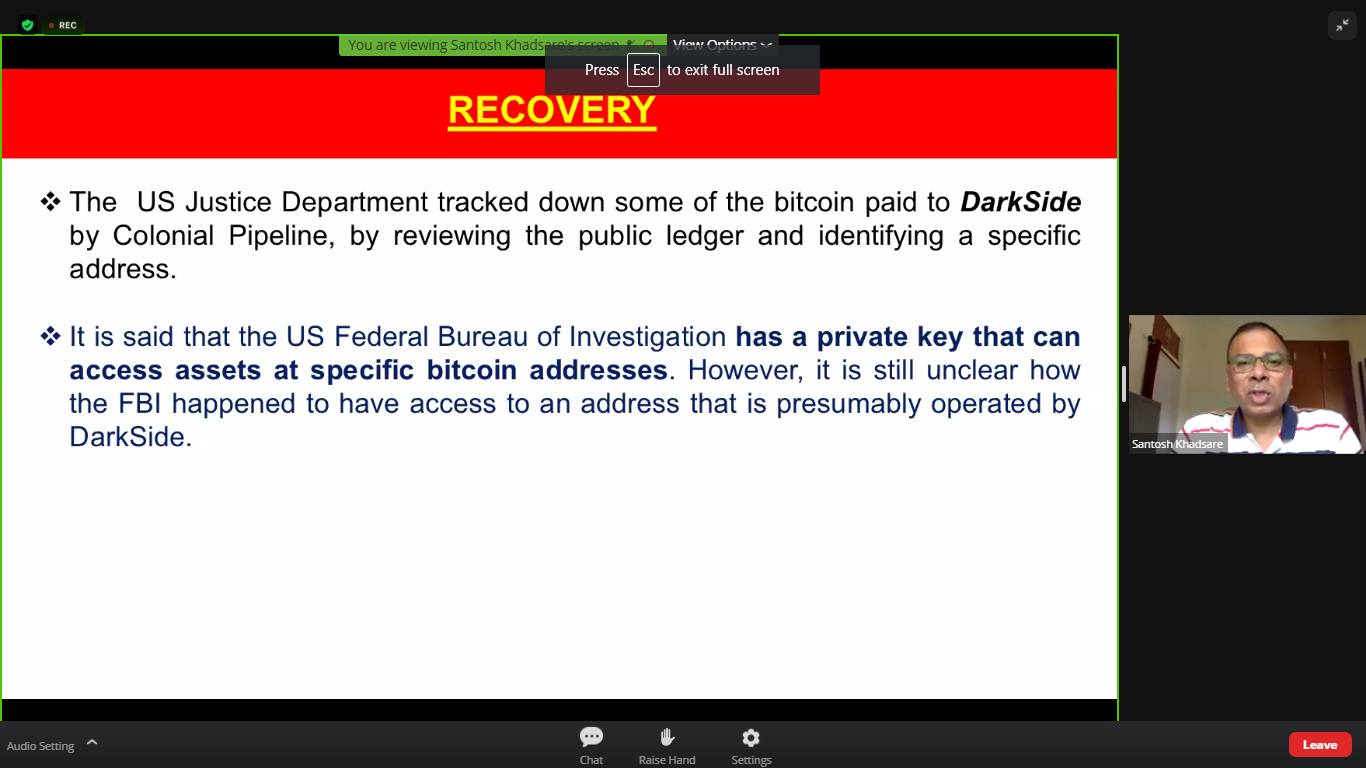 REC
You are viewing Santosh Khadsare's screen
View Options
Press Esc to exit full screen
RECOVERY
❖ The US Justice Department tracked down some of the bitcoin paid to DarkSide
by Colonial Pipeline, by reviewing the public ledger and identifying a specific
address.
❖ It is said that the US Federal Bureau of Investigation has a private key that can
access assets at specific bitcoin addresses. However, it is still unclear how
the FBI happened to have access to an address that is presumably operated by
DarkSide.
Santosh Khadsare
Audio Setting
Chat
Raise Hand
Settings
Leave